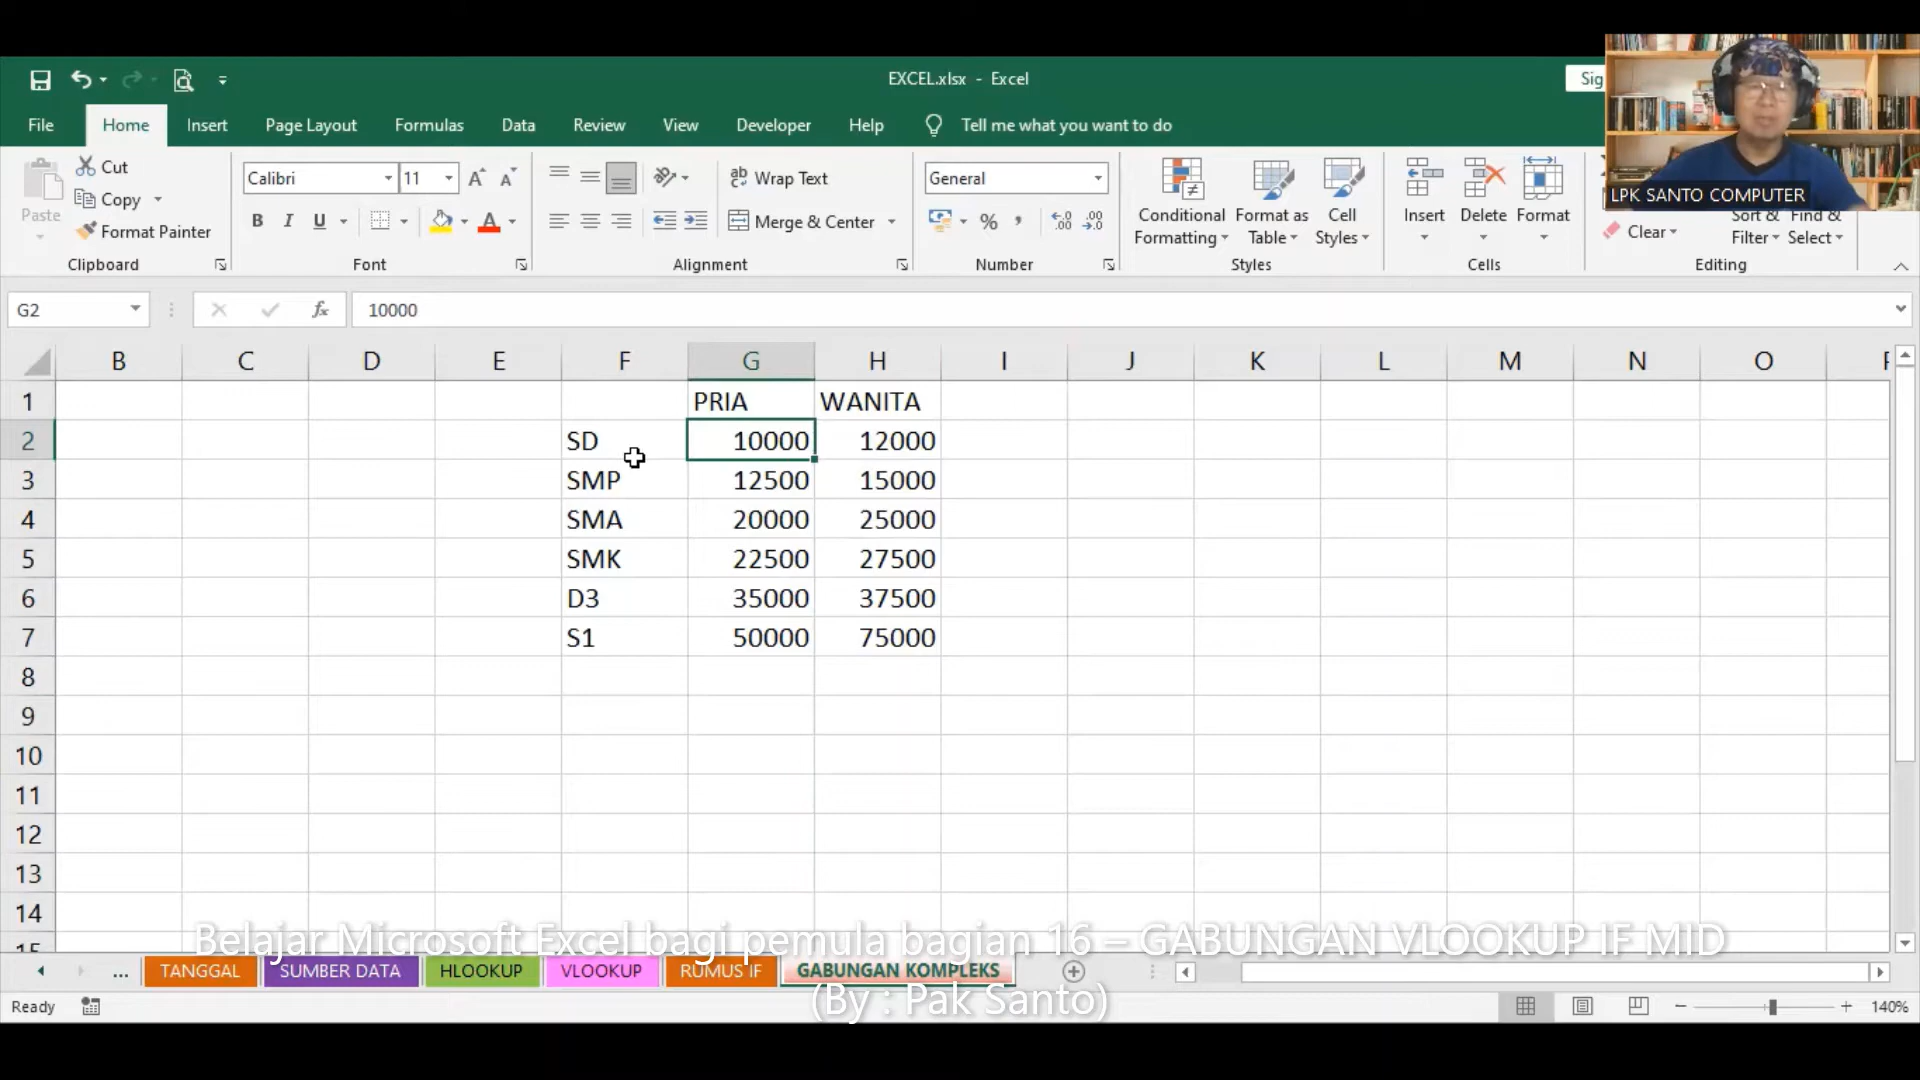 EXCEL.xlsx - Excel
Sig
File Home Insert Page Layout Formulas Data Review View Developer Help Tell me what you want to do
Paste
Cut
Copy
Format Painter
Clipboard
Calibri 11
B I U A
Font
Wrap Text
Merge & Center
Alignment
General
Number
Conditional Formatting
Format as Table
Cell Styles
Styles
Insert Delete Format
Cells
Clear
Sort & Filter
Find & Select
Editing
LPK SANTO COMPUTER
G2 fx 10000
B C D E F G H I J K L M N O
1 PRIA WANITA
2 SD 10000 12000
3 SMP 12500 15000
4 SMA 20000 25000
5 SMK 22500 27500
6 D3 35000 37500
7 S1 50000 75000
8
9
10
11
12
13
14
15
Belajar Microsoft Excel bagi pemula bagian 16 – GABUNGAN VLOOKUP IF MID
(By : Pak Santo)
... TANGGAL SUMBER DATA HLOOKUP VLOOKUP RUMUS IF GABUNGAN KOMPLEKS
Ready 140%